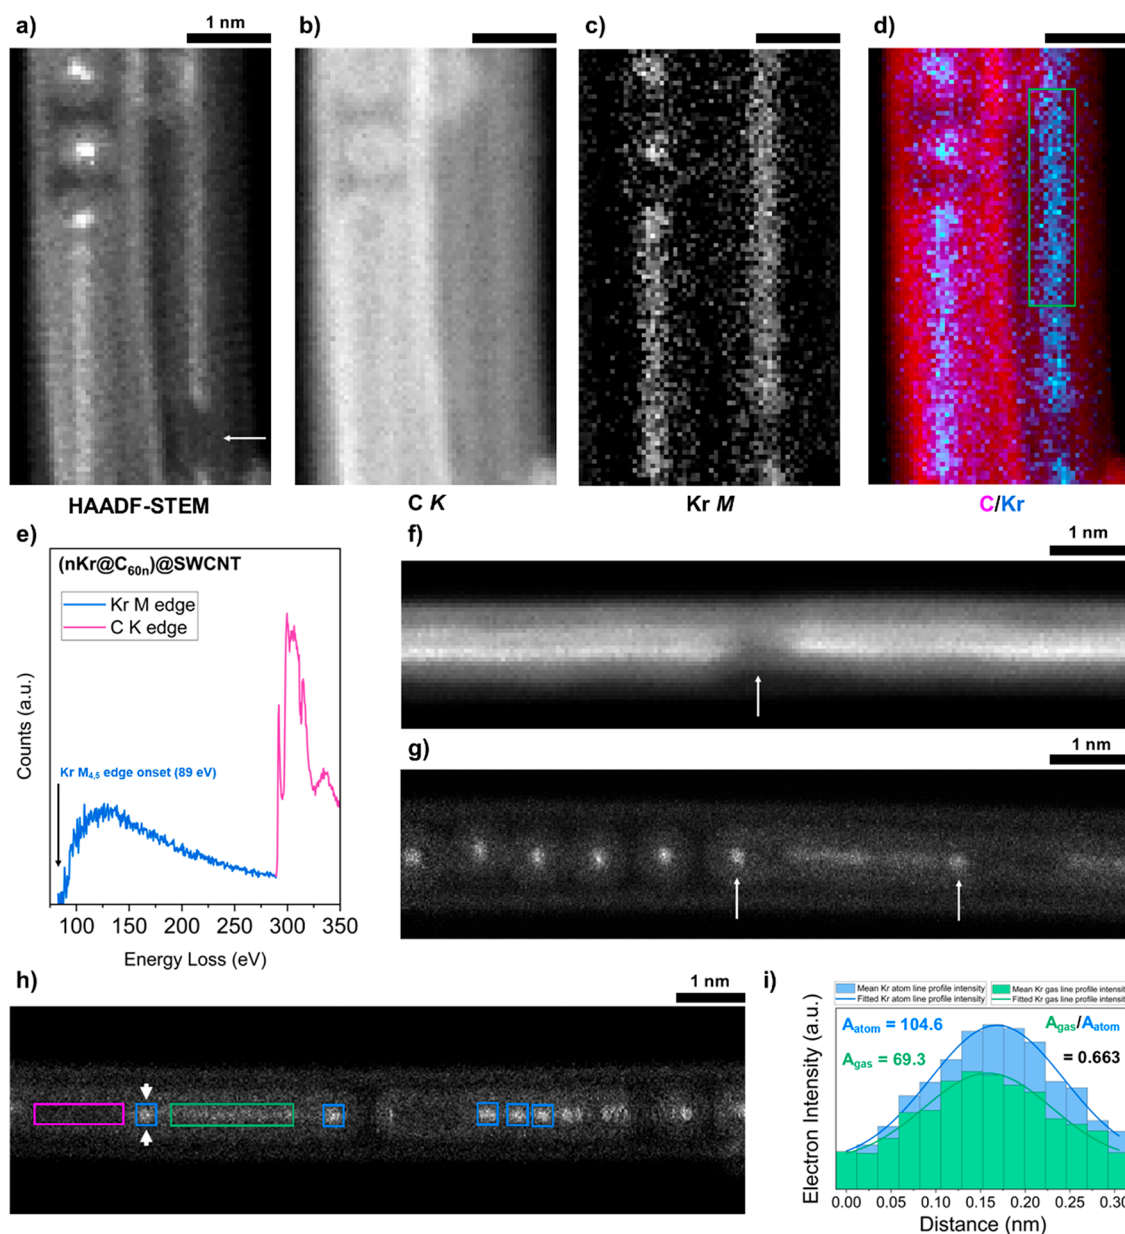 a)
1 nm
b)
c)
d)
HAADF-STEM
C K
Kr M
C/Kr
e)
(nKr@C60n)@SWCNT
Kr M edge
C K edge
Kr M4,5 edge onset (89 eV)
Counts (a.u.)
100 150 200 250 300 350
Energy Loss (eV)
f)
1 nm
g)
1 nm
h)
1 nm
i)
Mean Kr atom line profile intensity
Fitted Kr atom line profile intensity
Mean Kr gas line profile intensit
Fitted Kr gas line profile intensit
Aatom = 104.6
Agas/Aatom
Agas = 69.3
= 0.663
Electron Intensity (a.u.)
0.00 0.05 0.10 0.15 0.20 0.25 0.30
Distance (nm)